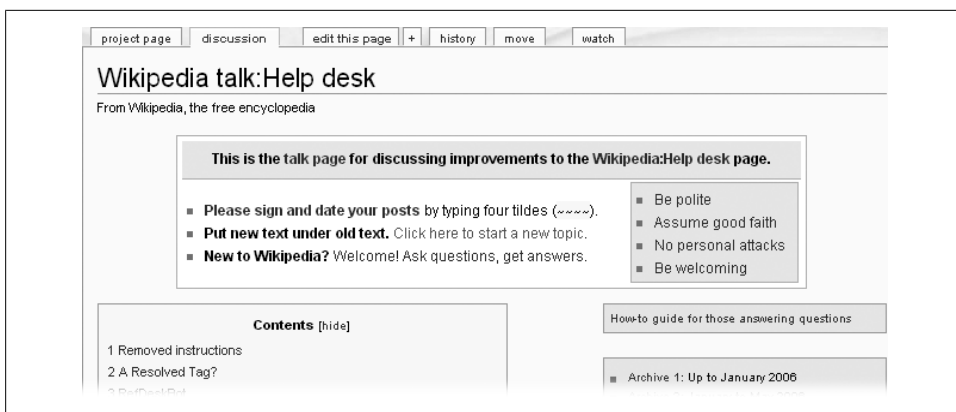 project page discussion edit this page + history move watch
Wikipedia talk:Help desk
From Wikipedia, the free encyclopedia
This is the talk page for discussing improvements to the Wikipedia:Help desk page.
Please sign and date your posts by typing four tildes (~~~~).
Put new text under old text. Click here to start a new topic.
New to Wikipedia? Welcome! Ask questions, get answers.
Be polite
Assume good faith
No personal attacks
Be welcoming
Contents [hide]
1 Removed instructions
2 A Resolved Tag?
3 RefDeskBot
How-to guide for those answering questions
Archive 1: Up to January 2006